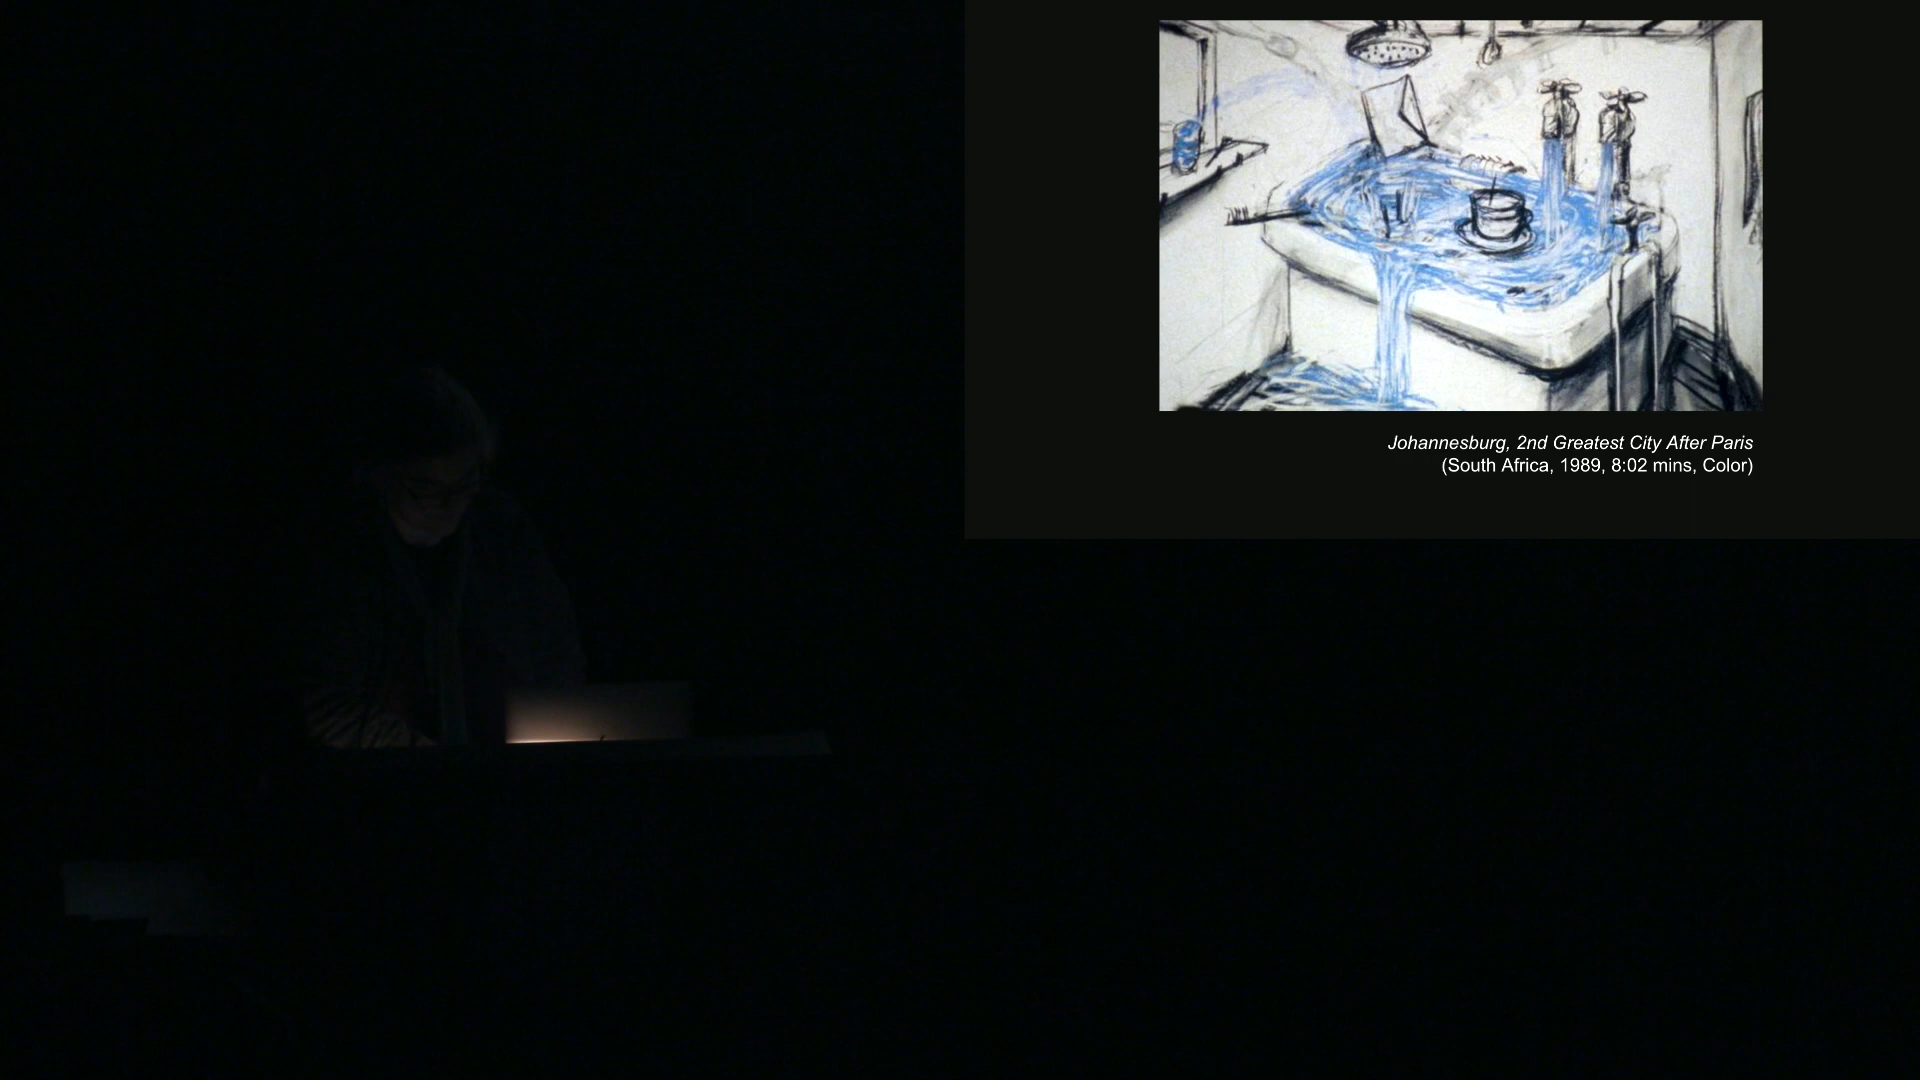 Johannesburg, 2nd Greatest City After Paris
(South Africa, 1989, 8:02 mins, Color)